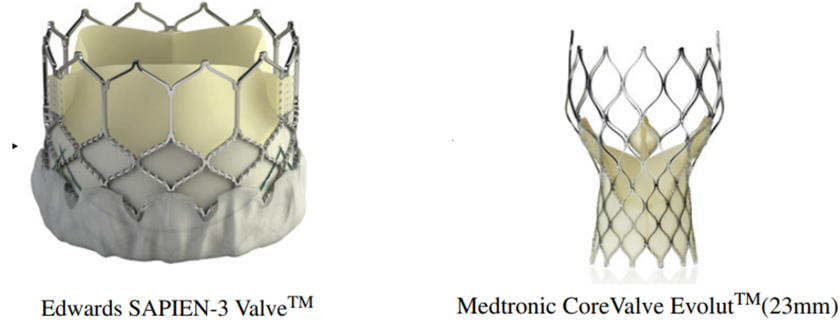 Edwards SAPIEN-3 Valve™
Medtronic CoreValve Evolut™(23mm)